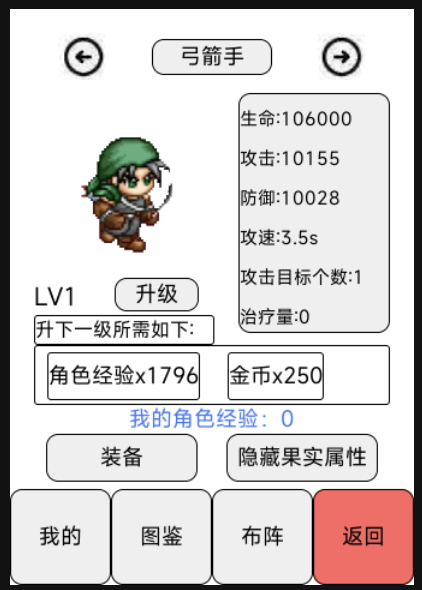 弓箭手
生命:106000
攻击:10155
防御:10028
攻速:3.5s
攻击目标个数:1
治疗量:0
LV1
升级
升下一级所需如下:
角色经验x1796 金币x250
我的角色经验：0
装备 隐藏果实属性
我的 图鉴 布阵 返回